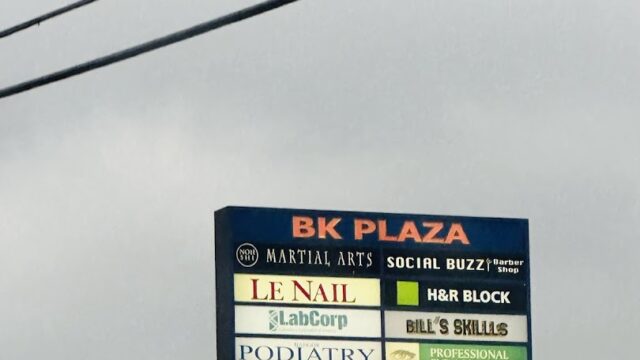 BK PLAZA
MARTIAL ARTS
SOCIAL BUZZ Barber Shop
LE NAIL
H&R BLOCK
LabCorp
BILL'S SKILLLS
PODIATRY
PROFESSIONAL